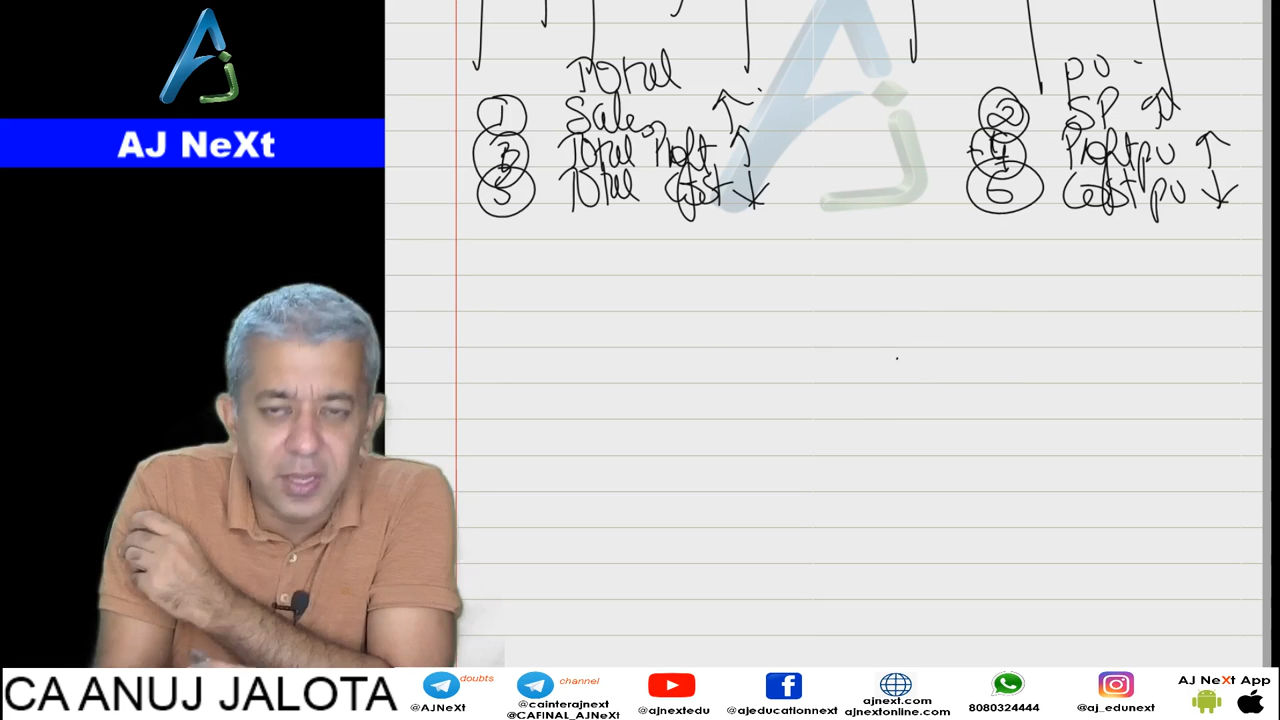 AJ NeXt
Total
pu
① Sales ↑
② SP ↑
③ Total Profit ↑
④ Profit pu ↑
⑤ Total Cost ↓
⑥ Cost pu ↓
CA ANUJ JALOTA
doubts
@AJNeXt
channel
@cainterajnext
@CAFINAL_AJNeXt
@ajnextedu
@ajeducationnext
ajnext.com
ajnextonline.com
8080324444
@aj_edunext
AJ NeXt App